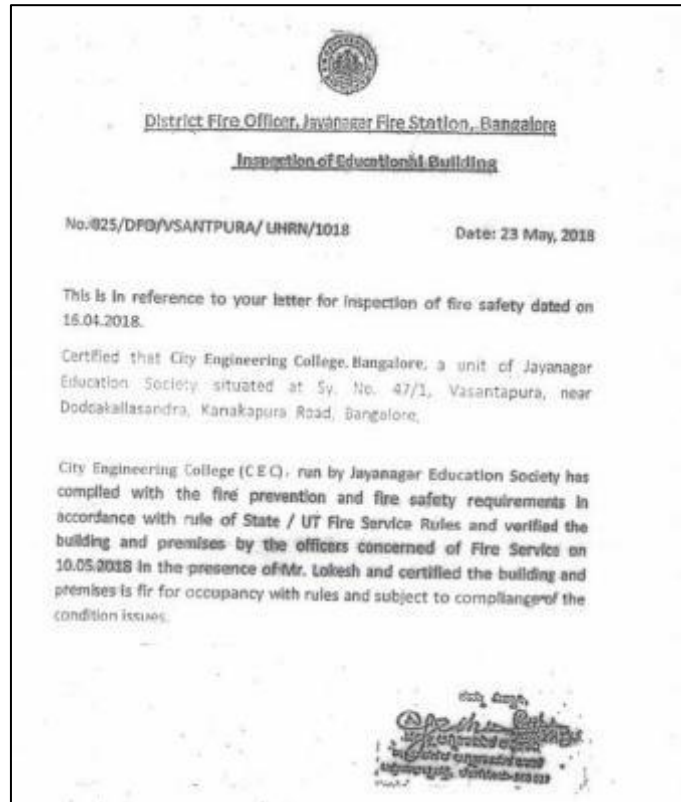 District Fire Officer, Jayanagar Fire Station, Bangalore
Inspection of Educational Building
No.025/DFO/VSANTPURA/ UHRN/1018 Date: 23 May, 2018
This is in reference to your letter for inspection of fire safety dated on
16.04.2018.
Certified that City Engineering College, Bangalore, a unit of Jayanagar
Education Society situated at Sy. No. 47/1, Vasantapura, near
Doddakallasandra, Kanakapura Road, Bangalore,
City Engineering College (C E C). run by Jayanagar Education Society has
complied with the fire prevention and fire safety requirements in
accordance with rule of State / UT Fire Service Rules and verified the
building and premises by the officers concerned of Fire Service on
10.05.2018 in the presence of Mr. Lokesh and certified the building and
premises is fir for occupancy with rules and subject to compliance of the
condition issues.